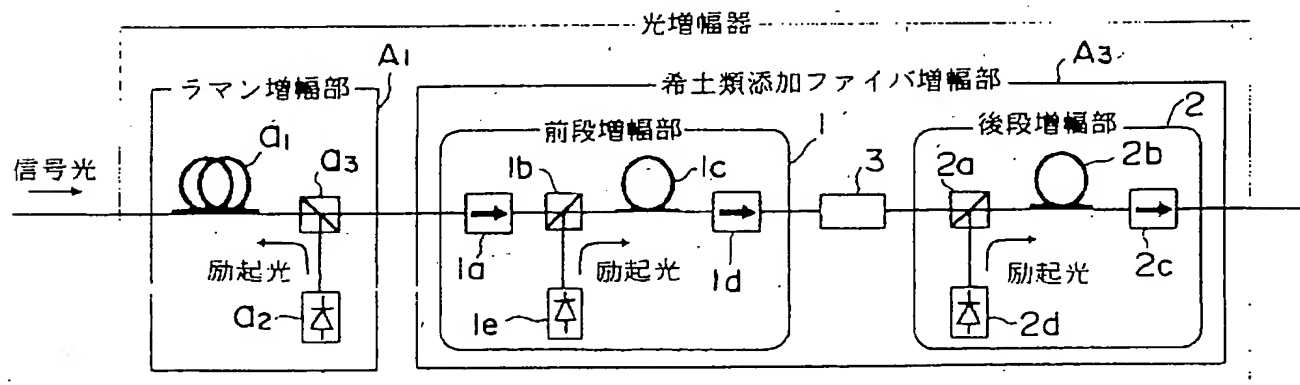 光増幅器
A1
A3
ラマン増幅部
希土類添加ファイバ増幅部
前段増幅部
1
後段増幅部
2
信号光
a1
a3
1b
1c
3
2a
2b
励起光
1a
励起光
1d
励起光
2c
a2
1e
2d